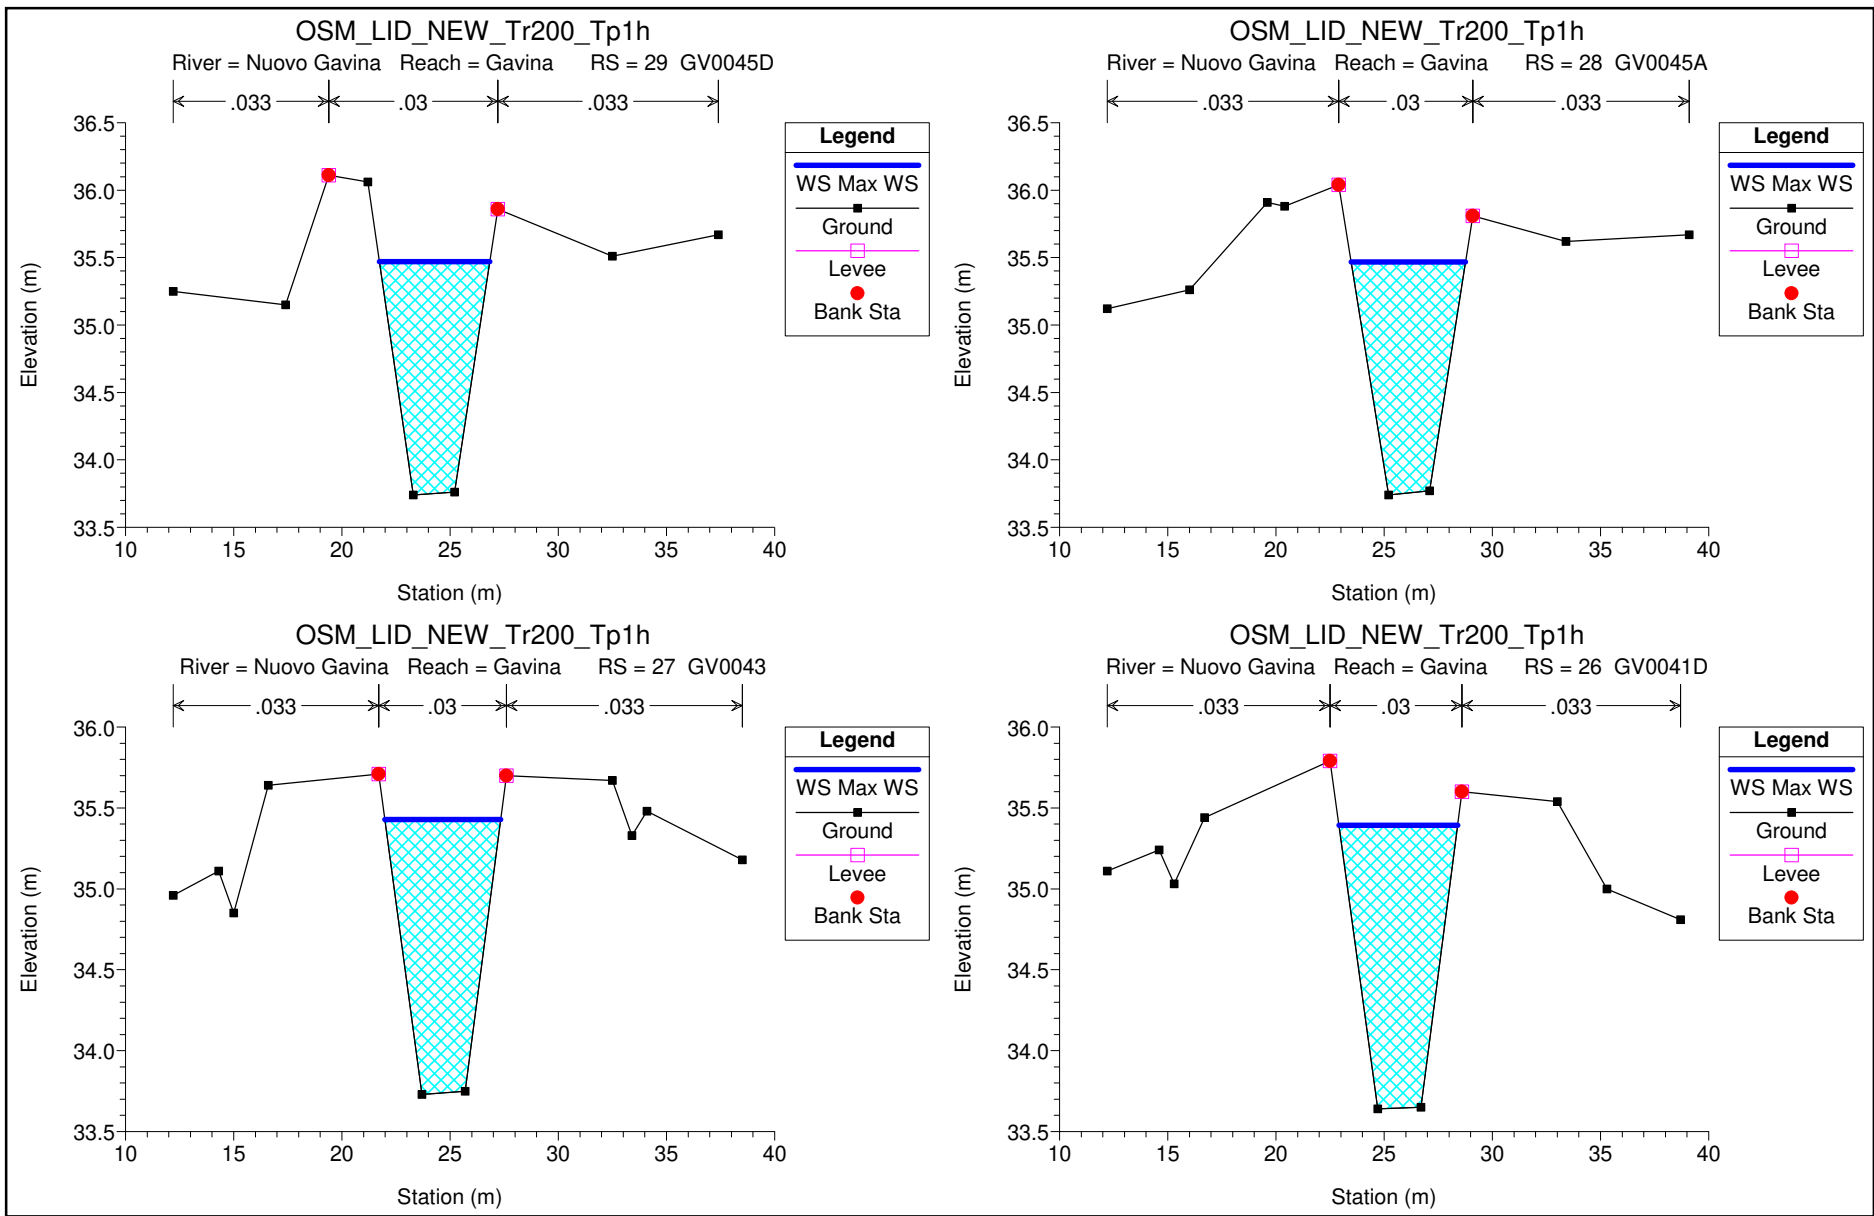 OSM_LID_NEW_Tr200_Tp1h
River = Nuovo Gavina Reach = Gavina RS = 29 GV0045D
.033 .03 .033
36.5
36.0
35.5
35.0
34.5
34.0
33.5
Elevation (m)
10 15 20 25 30 35 40
Station (m)
Legend
WS Max WS
Ground
Levee
Bank Sta
OSM_LID_NEW_Tr200_Tp1h
River = Nuovo Gavina Reach = Gavina RS = 28 GV0045A
.033 .03 .033
36.5
36.0
35.5
35.0
34.5
34.0
33.5
Elevation (m)
10 15 20 25 30 35 40
Station (m)
Legend
WS Max WS
Ground
Levee
Bank Sta
OSM_LID_NEW_Tr200_Tp1h
River = Nuovo Gavina Reach = Gavina RS = 27 GV0043
.033 .03 .033
36.0
35.5
35.0
34.5
34.0
33.5
Elevation (m)
10 15 20 25 30 35 40
Station (m)
Legend
WS Max WS
Ground
Levee
Bank Sta
OSM_LID_NEW_Tr200_Tp1h
River = Nuovo Gavina Reach = Gavina RS = 26 GV0041D
.033 .03 .033
36.0
35.5
35.0
34.5
34.0
33.5
Elevation (m)
10 15 20 25 30 35 40
Station (m)
Legend
WS Max WS
Ground
Levee
Bank Sta